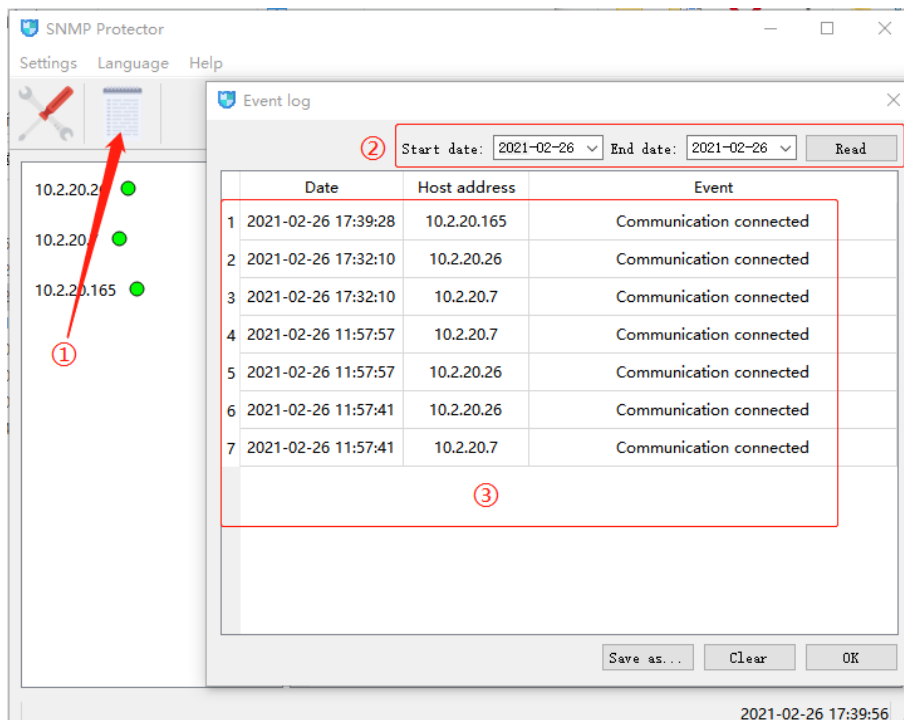 SNMP Protector
Settings Language Help
Event log
② Start date: 2021-02-26 End date: 2021-02-26 Read
Date Host address Event
1 2021-02-26 17:39:28 10.2.20.165 Communication connected
2 2021-02-26 17:32:10 10.2.20.26 Communication connected
3 2021-02-26 17:32:10 10.2.20.7 Communication connected
4 2021-02-26 11:57:57 10.2.20.7 Communication connected
5 2021-02-26 11:57:57 10.2.20.26 Communication connected
6 2021-02-26 11:57:41 10.2.20.26 Communication connected
7 2021-02-26 11:57:41 10.2.20.7 Communication connected
③
10.2.20.165
①
Save as... Clear OK
2021-02-26 17:39:56